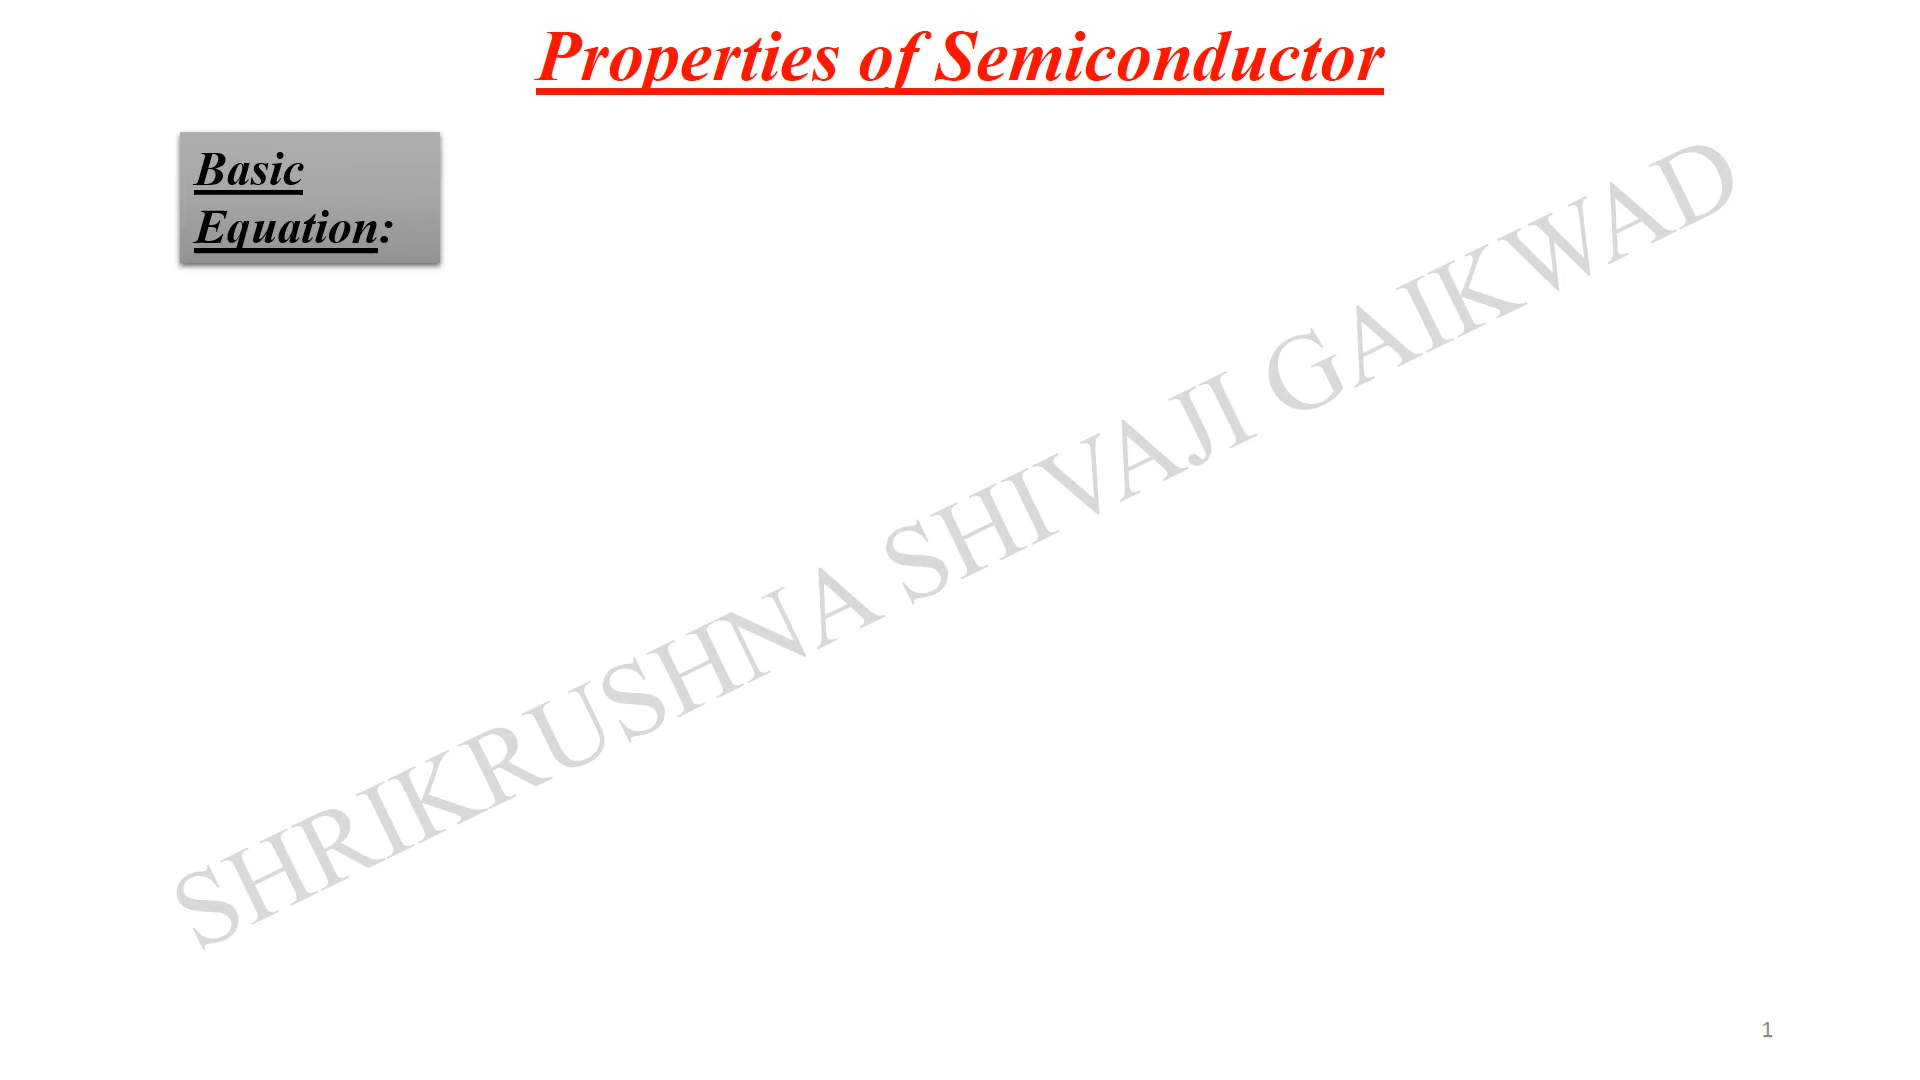 Properties of Semiconductor
Basic
Equation:
SHRIKRUSHNA SHIVAJI GAIKWAD
1